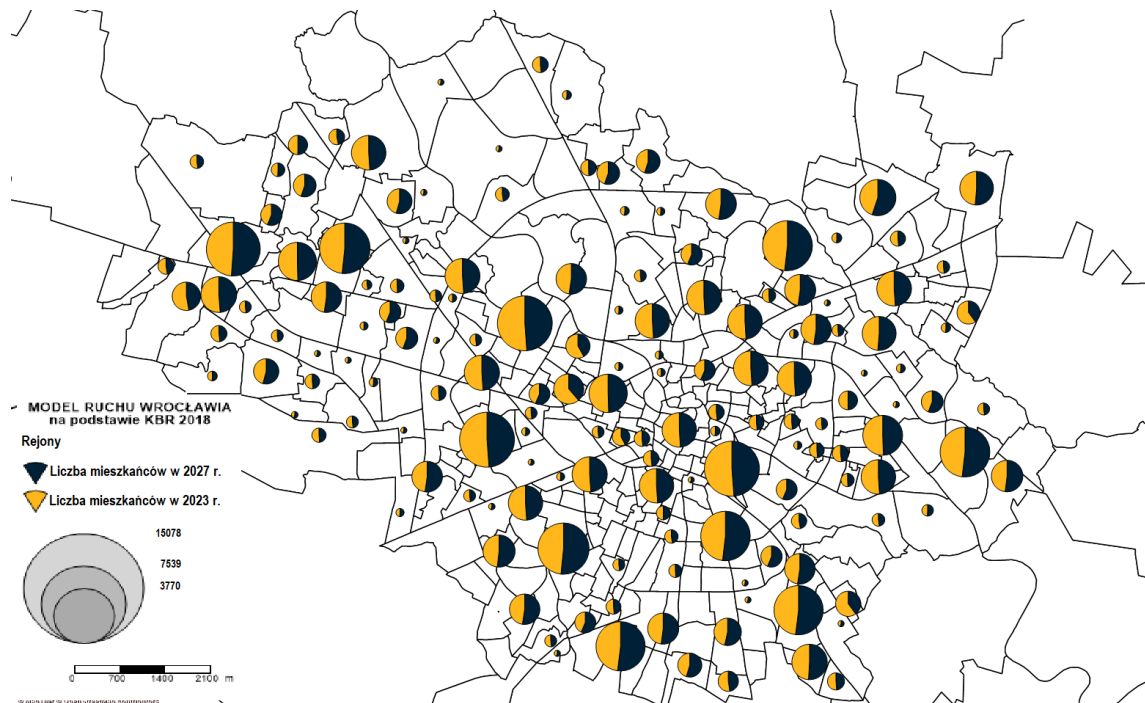 MODEL RUCHU WROCŁAWIA
na podstawie KBR 2018
Rejony
Liczba mieszkańców w 2027 r.
Liczba mieszkańców w 2023 r.
15078
7539
3770
0 700 1400 2100 m